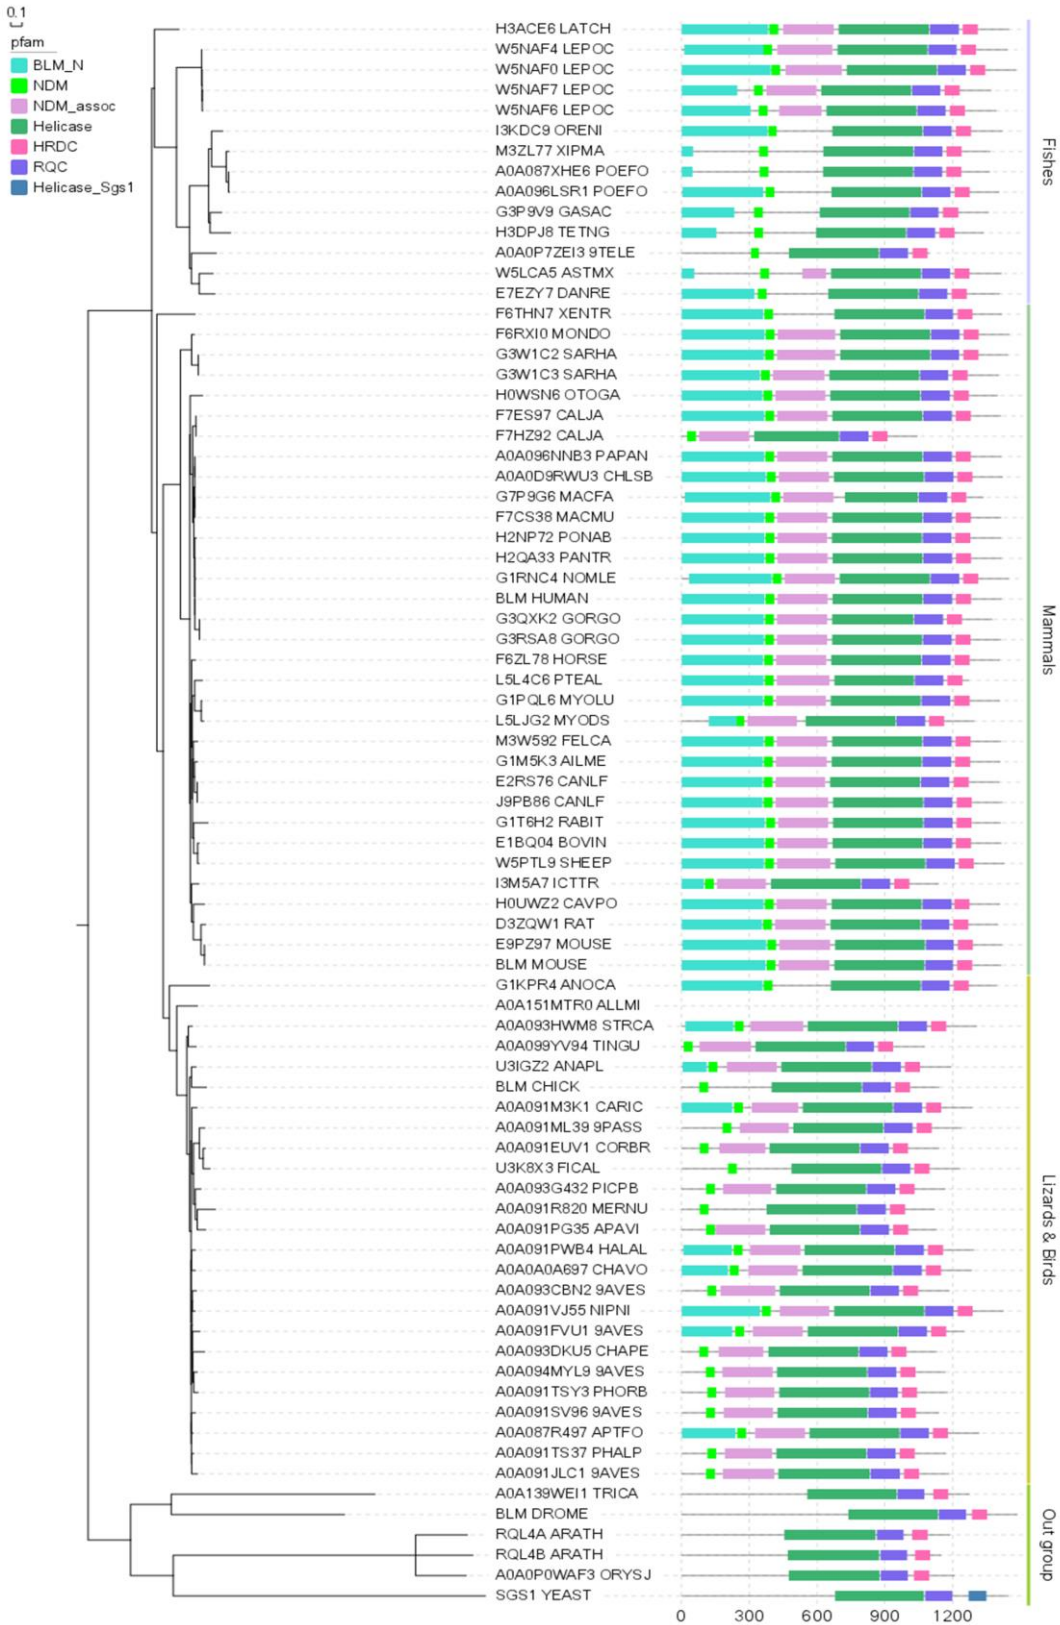 0.1
pfam
BLM_N
NDM
NDM_assoc
Helicase
HRDC
RQC
Helicase_Sgs1
H3ACE6 LATCH
W5NAF4 LEPOC
W5NAF0 LEPOC
W5NAF7 LEPOC
W5NAF6 LEPOC
I3KDC9 ORENI
M3ZL77 XIPMA
A0A087XHE6 POEFO
A0A096LSR1 POEFO
G3P9V9 GASAC
H3DPJ8 TETNG
A0A0P7ZEI3 9TELE
W5LCA5 ASTMX
E7EZY7 DANRE
Fishes
F6THN7 XENTR
F6RXI0 MONDO
G3W1C2 SARHA
G3W1C3 SARHA
H0WSN6 OTOGA
F7ES97 CALJA
F7HZ92 CALJA
A0A096NNB3 PAPAN
A0A0D9RWU3 CHLSB
G7P9G6 MACFA
F7CS38 MACMU
H2NP72 PONAB
H2QA33 PANTR
G1RNC4 NOMLE
BLM HUMAN
G3QXK2 GORGO
G3RSA8 GORGO
F6ZL78 HORSE
L5L4C6 PTEAL
G1PQL6 MYOLU
L5LJG2 MYODS
M3W592 FELCA
G1M5K3 AILME
E2RS76 CANLF
J9PB86 CANLF
G1T6H2 RABIT
E1BQ04 BOVIN
W5PTL9 SHEEP
I3M5A7 ICTTR
H0UWZ2 CAVPO
D3ZQW1 RAT
E9PZ97 MOUSE
BLM MOUSE
Mammals
G1KPR4 ANOCA
A0A151MTR0 ALLMI
A0A093HWM8 STRCA
A0A099YV94 TINGU
U3IGZ2 ANAPL
BLM CHICK
A0A091M3K1 CARIC
A0A091ML39 9PASS
A0A091EUV1 CORBR
U3K8X3 FICAL
A0A093G432 PICPB
A0A091R820 MERNU
A0A091PG35 APAVI
A0A091PWB4 HALAL
A0A0A0A697 CHAVO
A0A093CBN2 9AVES
A0A091VJ55 NIPNI
A0A091FVU1 9AVES
A0A093DKU5 CHAPE
A0A094MYL9 9AVES
A0A091TSY3 PHORB
A0A091SV96 9AVES
A0A087R497 APTFO
A0A091TS37 PHALP
A0A091JLC1 9AVES
Lizards & Birds
A0A139WEI1 TRICA
BLM DROME
RQL4A ARATH
RQL4B ARATH
A0A0P0WAF3 ORYSJ
SGS1 YEAST
Out group
0 300 600 900 1200